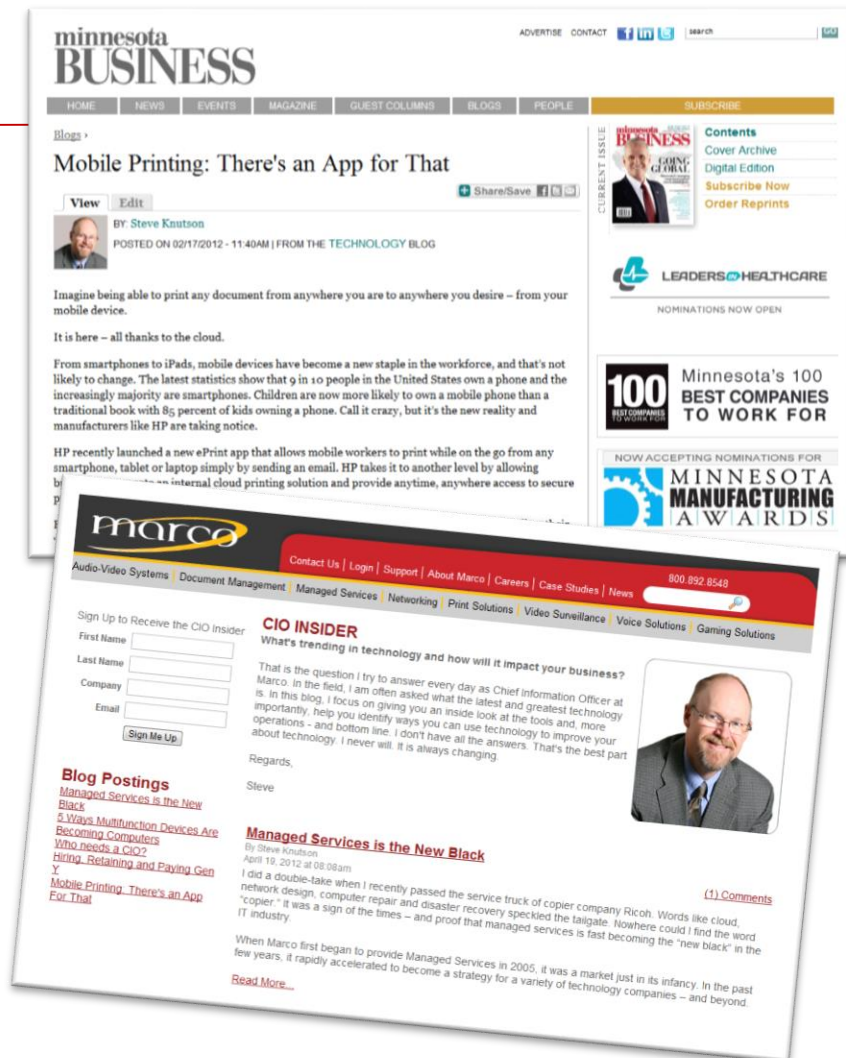 minnesota
BUSINESS
ADVERTISE CONTACT
search
GO
HOME NEWS EVENTS MAGAZINE GUEST COLUMNS BLOGS PEOPLE SUBSCRIBE
Blogs ›
Mobile Printing: There's an App for That
Share/Save
View Edit
BY: Steve Knutson
POSTED ON 02/17/2012 - 11:40AM | FROM THE TECHNOLOGY BLOG
Imagine being able to print any document from anywhere you are to anywhere you desire – from your
mobile device.
It is here – all thanks to the cloud.
From smartphones to iPads, mobile devices have become a new staple in the workforce, and that's not
likely to change. The latest statistics show that 9 in 10 people in the United States own a phone and the
increasingly majority are smartphones. Children are now more likely to own a mobile phone than a
traditional book with 85 percent of kids owning a phone. Call it crazy, but it's the new reality and
manufacturers like HP are taking notice.
HP recently launched a new ePrint app that allows mobile workers to print while on the go from any
smartphone, tablet or laptop simply by sending an email. HP takes it to another level by allowing
internal cloud printing solution and provide anytime, anywhere access to secure
CURRENT ISSUE
minnesota
BUSINESS
GOING
GLOBAL
Contents
Cover Archive
Digital Edition
Subscribe Now
Order Reprints
LEADERS IN HEALTHCARE
NOMINATIONS NOW OPEN
100
BEST COMPANIES
TO WORK FOR
Minnesota's 100
BEST COMPANIES
TO WORK FOR
NOW ACCEPTING NOMINATIONS FOR
MINNESOTA
MANUFACTURING
AWARDS
marco
Contact Us | Login | Support | About Marco | Careers | Case Studies | News
800.892.8548
Audio-Video Systems | Document Management | Managed Services | Networking | Print Solutions | Video Surveillance | Voice Solutions | Gaming Solutions
Sign Up to Receive the CIO Insider
First Name
Last Name
Company
Email
Sign Me Up
Blog Postings
Managed Services is the New
Black
5 Ways Multifunction Devices Are
Becoming Computers
Who needs a CIO?
Hiring, Retaining and Paying Gen
Y
Mobile Printing: There's an App
For That
CIO INSIDER
What's trending in technology and how will it impact your business?
That is the question I try to answer every day as Chief Information Officer at
Marco. In the field, I am often asked what the latest and greatest technology
is. In this blog, I focus on giving you an inside look at the tools and, more
importantly, help you identify ways you can use technology to improve your
operations - and bottom line. I don't have all the answers. That's the best part
about technology. I never will. It is always changing.
Regards,
Steve
Managed Services is the New Black
By Steve Knutson
April 19, 2012 at 08:08am
(1) Comments
I did a double-take when I recently passed the service truck of copier company Ricoh. Words like cloud,
network design, computer repair and disaster recovery speckled the tailgate. Nowhere could I find the word
"copier." It was a sign of the times – and proof that managed services is fast becoming the "new black" in the
IT industry.
When Marco first began to provide Managed Services in 2005, it was a market just in its infancy. In the past
few years, it rapidly accelerated to become a strategy for a variety of technology companies – and beyond.
Read More...